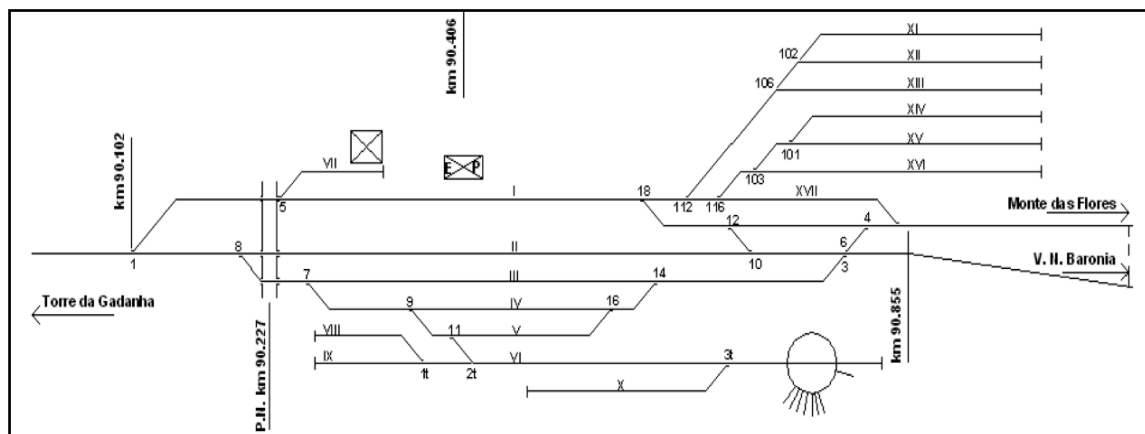 km 90.406
XI
102
XII
106
XIII
km 90.102
XIV
XV
101
E P
VII
XVI
103
I
18
XVII
5
112
116
Monte das Flores
12
4
8
II
6
1
10
3
V. N. Baronia
7
III
14
Torre da Gadanha
9
IV
16
km 90.855
VIII
11
V
P.N. km 90.227
IX
VI
3t
1t
2t
X